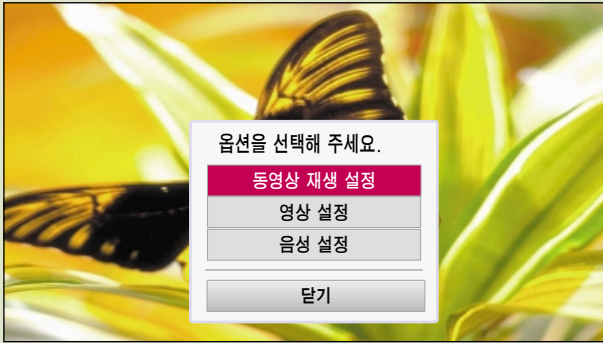 옵션을 선택해 주세요.
동영상 재생 설정
영상 설정
음성 설정
닫기